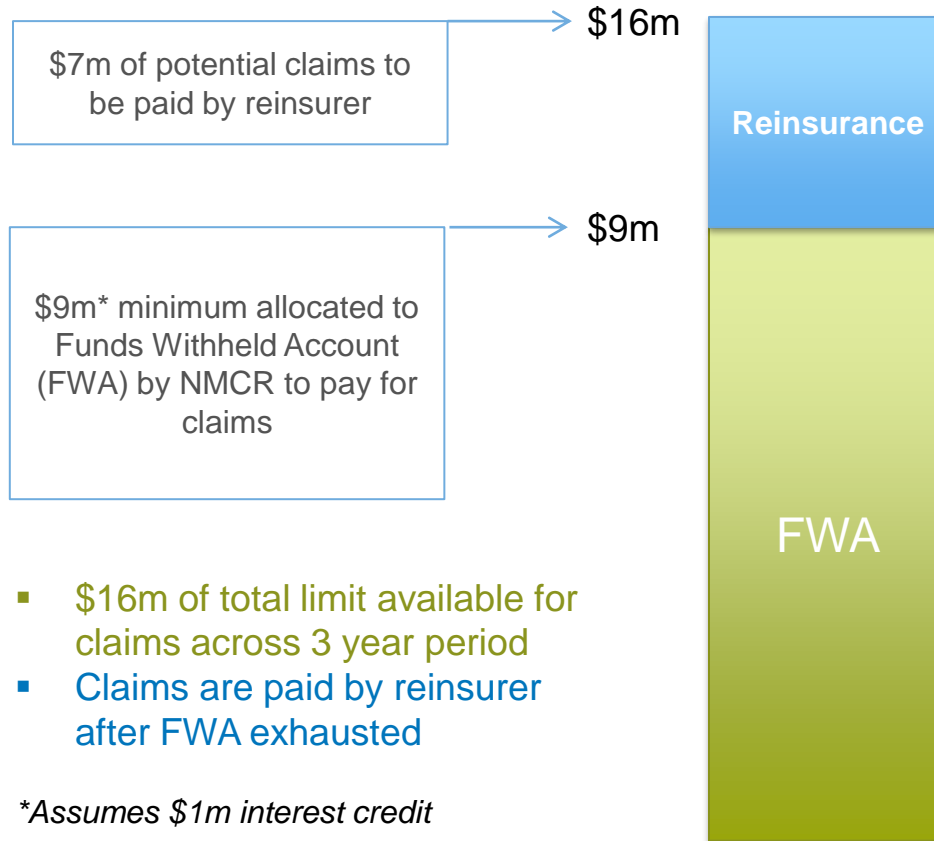 $7m of potential claims to
be paid by reinsurer
$16m
Reinsurance
$9m
$9m* minimum allocated to
Funds Withheld Account
(FWA) by NMCR to pay for
claims
FWA
▪ $16m of total limit available for
claims across 3 year period
▪ Claims are paid by reinsurer
after FWA exhausted
*Assumes $1m interest credit